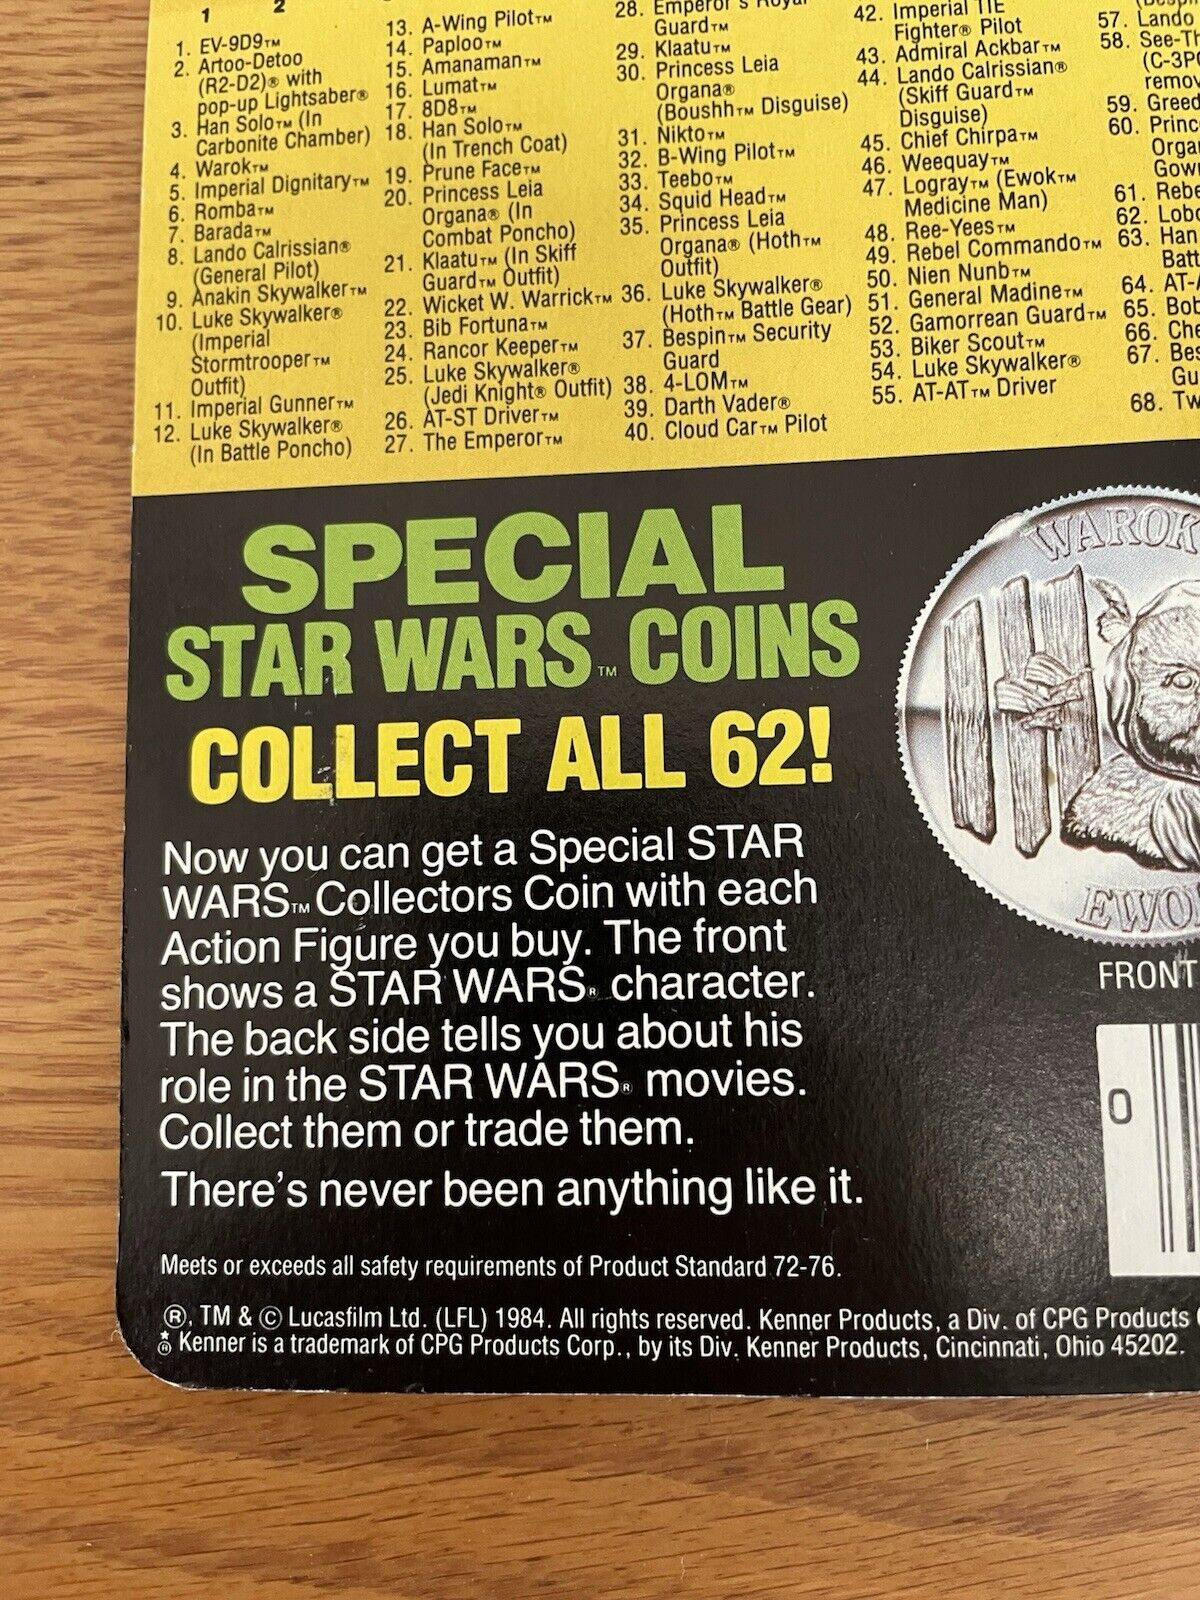 1 2
1. EV-9D9™
2. Artoo-Detoo
(R2-D2)® with
pop-up Lightsaber®
3. Han Solo™ (In
Carbonite Chamber)
4. Warok™
5. Imperial Dignitary™
6. Romba™
7. Barada™
8. Lando Calrissian®
(General Pilot)
9. Anakin Skywalker™
10. Luke Skywalker®
(Imperial
Stormtrooper™
Outfit)
11. Imperial Gunner™
12. Luke Skywalker®
(In Battle Poncho)
13. A-Wing Pilot™
14. Paploo™
15. Amanaman™
16. Lumat™
17. 8D8™
18. Han Solo™
(In Trench Coat)
19. Prune Face™
20. Princess Leia
Organa® (In
Combat Poncho)
21. Klaatu™ (In Skiff
Guard™ Outfit)
22. Wicket W. Warrick™
23. Bib Fortuna™
24. Rancor Keeper™
25. Luke Skywalker®
(Jedi Knight® Outfit)
26. AT-ST Driver™
27. The Emperor™
28. Emperor's Royal
Guard™
29. Klaatu™
30. Princess Leia
Organa®
(Boushh™ Disguise)
31. Nikto™
32. B-Wing Pilot™
33. Teebo™
34. Squid Head™
35. Princess Leia
Organa® (Hoth™
Outfit)
36. Luke Skywalker®
(Hoth™ Battle Gear)
37. Bespin™ Security
Guard
38. 4-LOM™
39. Darth Vader®
40. Cloud Car™ Pilot
42. Imperial TIE
Fighter® Pilot
43. Admiral Ackbar™
44. Lando Calrissian®
(Skiff Guard™
Disguise)
45. Chief Chirpa™
46. Weequay™
47. Logray™ (Ewok™
Medicine Man)
48. Ree-Yees™
49. Rebel Commando™
50. Nien Nunb™
51. General Madine™
52. Gamorrean Guard™
53. Biker Scout™
54. Luke Skywalker®
55. AT-AT™ Driver
57. Lando
58. See-Th
(C-3P
remov
59. Greed
60. Princ
Orga
Gow
61. Rebe
62. Lobo
63. Han
Batt
64. AT-
65. Bob
66. Che
67. Bes
Gu
68. Tw
SPECIAL
STAR WARS™ COINS
COLLECT ALL 62!
Now you can get a Special STAR
WARS™ Collectors Coin with each
Action Figure you buy. The front
shows a STAR WARS® character.
The back side tells you about his
role in the STAR WARS® movies.
Collect them or trade them.
There's never been anything like it.
WAROK
EWO
FRONT
0
Meets or exceeds all safety requirements of Product Standard 72-76.
®, TM & © Lucasfilm Ltd. (LFL) 1984. All rights reserved. Kenner Products, a Div. of CPG Products
Kenner is a trademark of CPG Products Corp., by its Div. Kenner Products, Cincinnati, Ohio 45202.